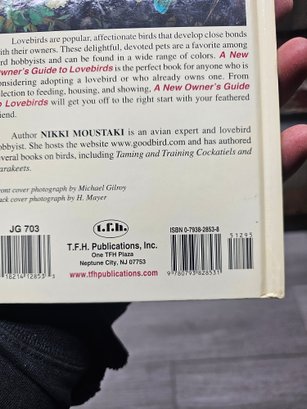 Lovebirds are popular, affectionate birds that develop close bonds
with their owners. These delightful, devoted pets are a favorite among
bird hobbyists and can be found in a wide range of colors. A New
Owner's Guide to Lovebirds is the perfect book for anyone who is
considering adopting a lovebird or who already owns one. From
selection to feeding, housing, and showing, A New Owner's Guide
to Lovebirds will get you off to the right start with your feathered
friend.
Author NIKKI MOUSTAKI is an avian expert and lovebird
hobbyist. She hosts the website www.goodbird.com and has authored
several books on birds, including Taming and Training Cockatiels and
Parakeets.
Front cover photograph by Michael Gilroy
Back cover photograph by H. Mayer
JG 703
t.f.h.
T.F.H. Publications, Inc.
One TFH Plaza
Neptune City, NJ 07753
www.tfhpublications.com
ISBN 0-7938-2853-8
51295
9 780793 828531
18214 12853